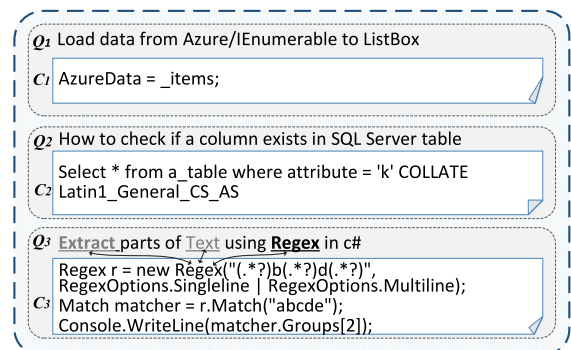 Q1 Load data from Azure/IEnumerable to ListBox
C1 AzureData = _items;
Q2 How to check if a column exists in SQL Server table
Select * from a_table where attribute = 'k' COLLATE
C2 Latin1_General_CS_AS
Q3 Extract parts of Text using Regex in c#
Regex r = new Regex("(.*?)b(.*?)d(.*?)",
RegexOptions.Singleline | RegexOptions.Multiline);
C3 Match matcher = r.Match("abcde");
Console.WriteLine(matcher.Groups[2]);